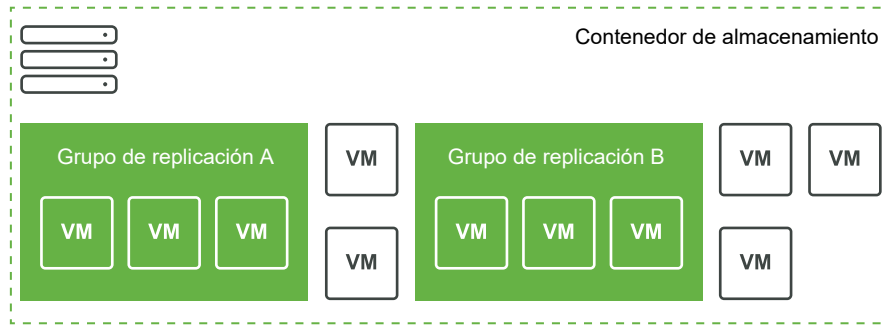 Contenedor de almacenamiento
Grupo de replicación A
VM
Grupo de replicación B
VM
VM
VM
VM
VM
VM
VM
VM
VM
VM
VM